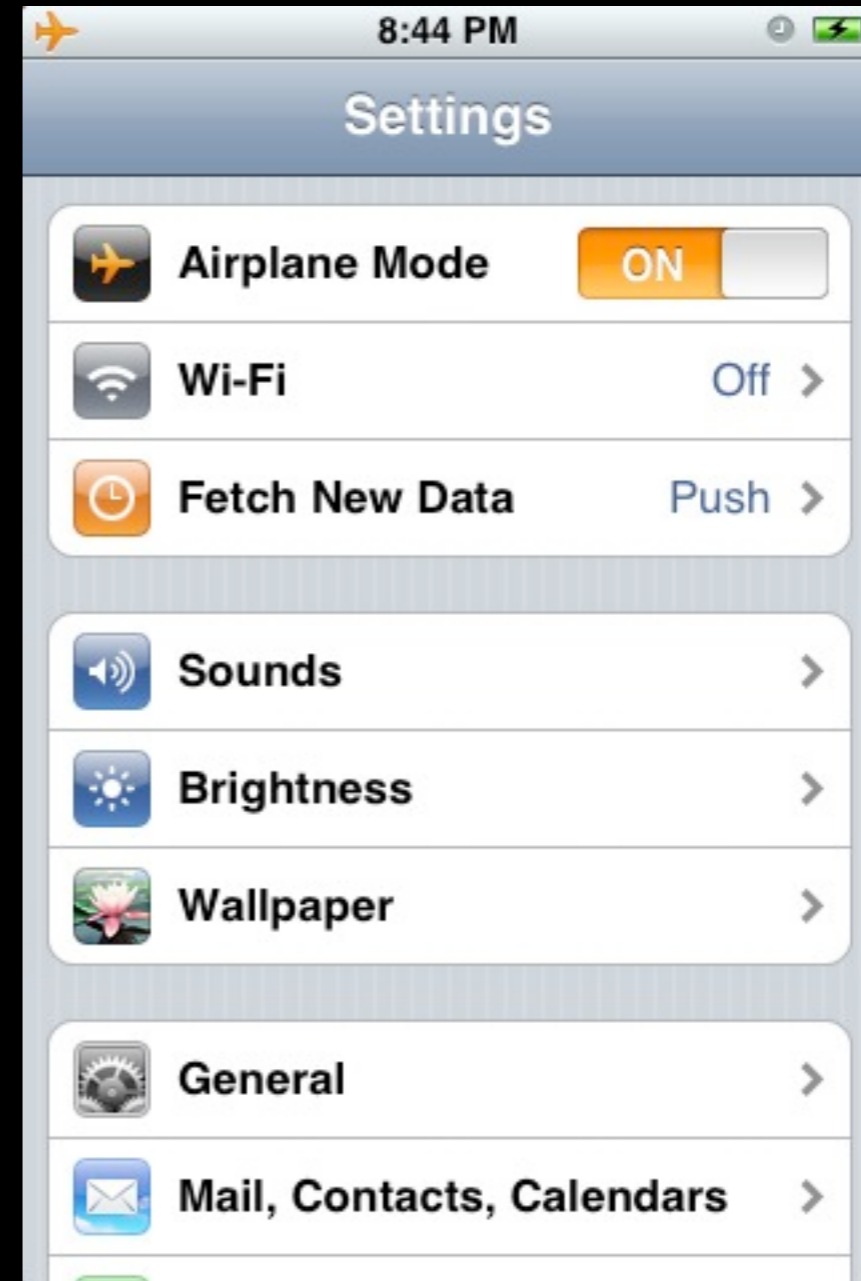 8:44 PM
Settings
Airplane Mode ON
Wi-Fi Off
Fetch New Data Push
Sounds
Brightness
Wallpaper
General
Mail, Contacts, Calendars